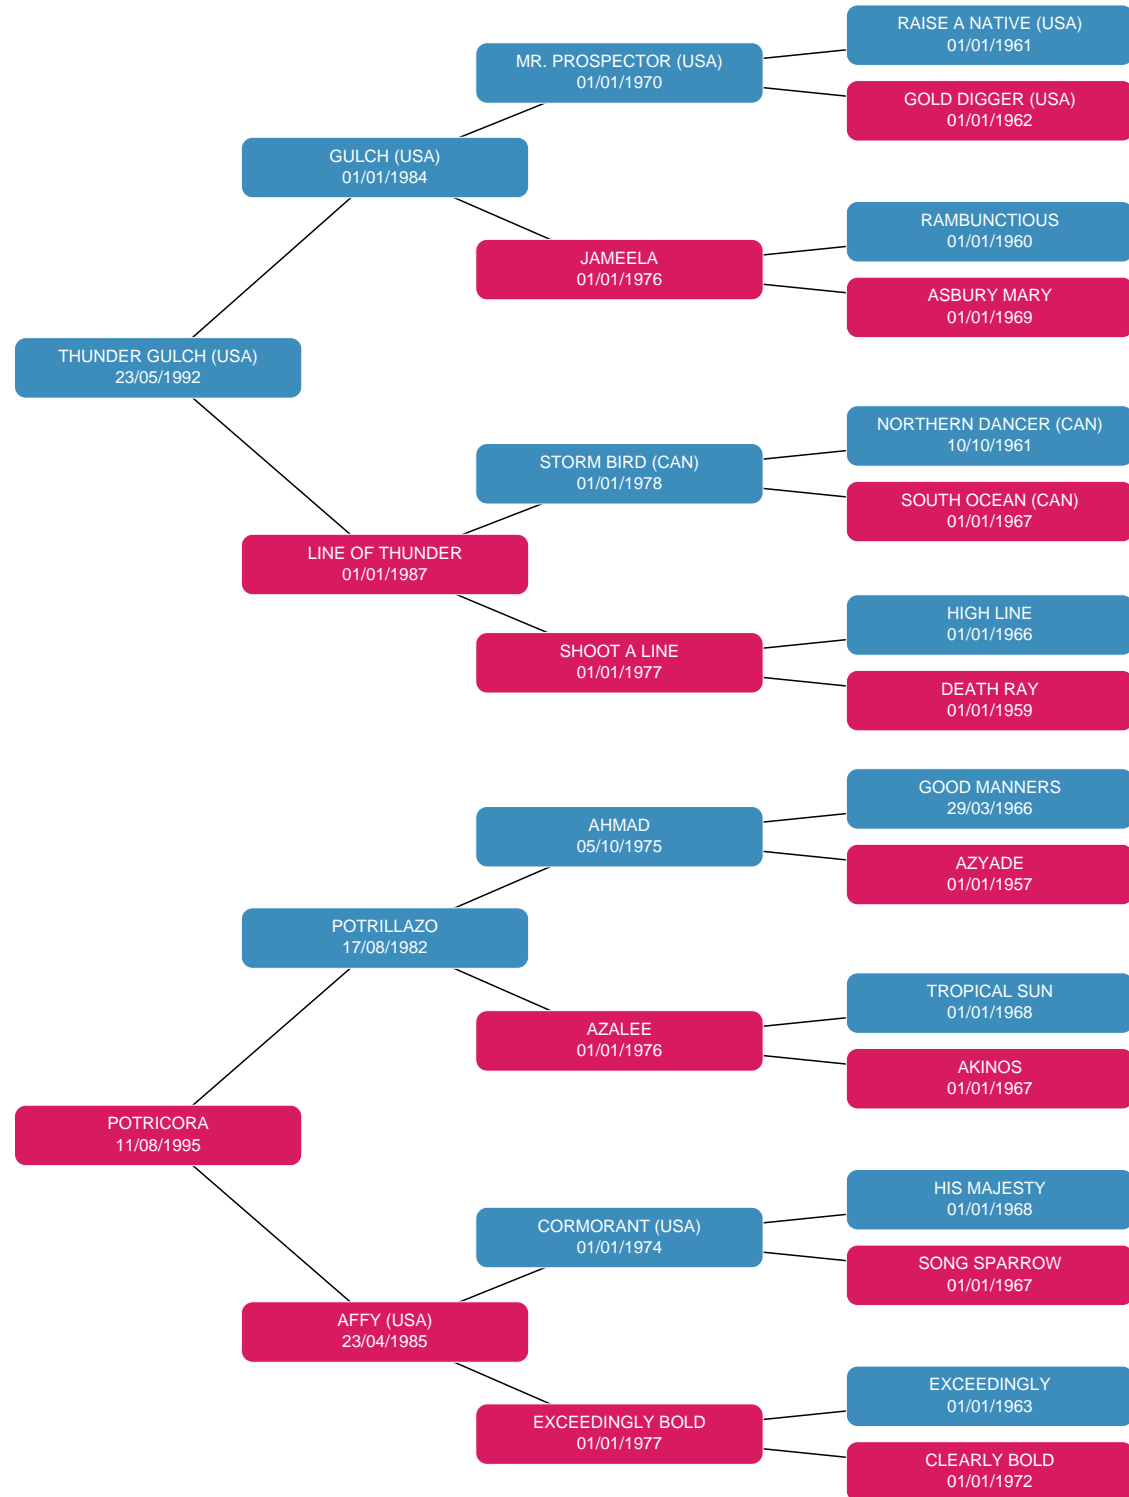 RAISE A NATIVE (USA)
01/01/1961
MR. PROSPECTOR (USA)
01/01/1970
GOLD DIGGER (USA)
01/01/1962
GULCH (USA)
01/01/1984
RAMBUNCTIOUS
01/01/1960
JAMEELA
01/01/1976
ASBURY MARY
01/01/1969
THUNDER GULCH (USA)
23/05/1992
NORTHERN DANCER (CAN)
10/10/1961
STORM BIRD (CAN)
01/01/1978
SOUTH OCEAN (CAN)
01/01/1967
LINE OF THUNDER
01/01/1987
HIGH LINE
01/01/1966
SHOOT A LINE
01/01/1977
DEATH RAY
01/01/1959
GOOD MANNERS
29/03/1966
AHMAD
05/10/1975
AZYADE
01/01/1957
POTRILLAZO
17/08/1982
TROPICAL SUN
01/01/1968
AZALEE
01/01/1976
AKINOS
01/01/1967
POTRICORA
11/08/1995
HIS MAJESTY
01/01/1968
CORMORANT (USA)
01/01/1974
SONG SPARROW
01/01/1967
AFFY (USA)
23/04/1985
EXCEEDINGLY
01/01/1963
EXCEEDINGLY BOLD
01/01/1977
CLEARLY BOLD
01/01/1972